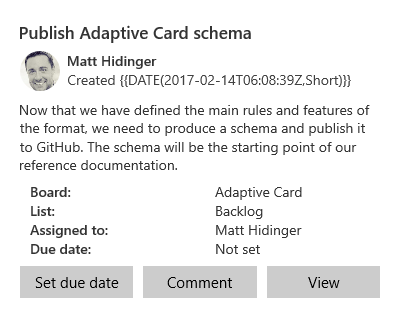 Publish Adaptive Card schema
Matt Hidinger
Created {{DATE(2017-02-14T06:08:39Z,Short)}}
Now that we have defined the main rules and features of
the format, we need to produce a schema and publish it
to GitHub. The schema will be the starting point of our
reference documentation.
Board: Adaptive Card
List: Backlog
Assigned to: Matt Hidinger
Due date: Not set
Set due date Comment View